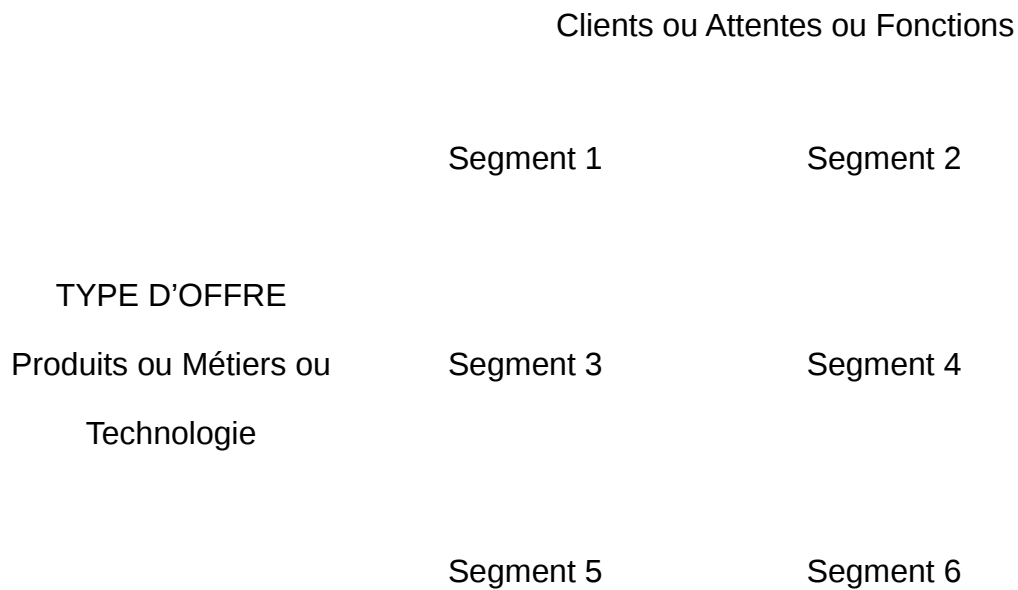 Clients ou Attentes ou Fonctions
Segment 1 Segment 2
TYPE D’OFFRE
Produits ou Métiers ou
Technologie
Segment 3 Segment 4
Segment 5 Segment 6